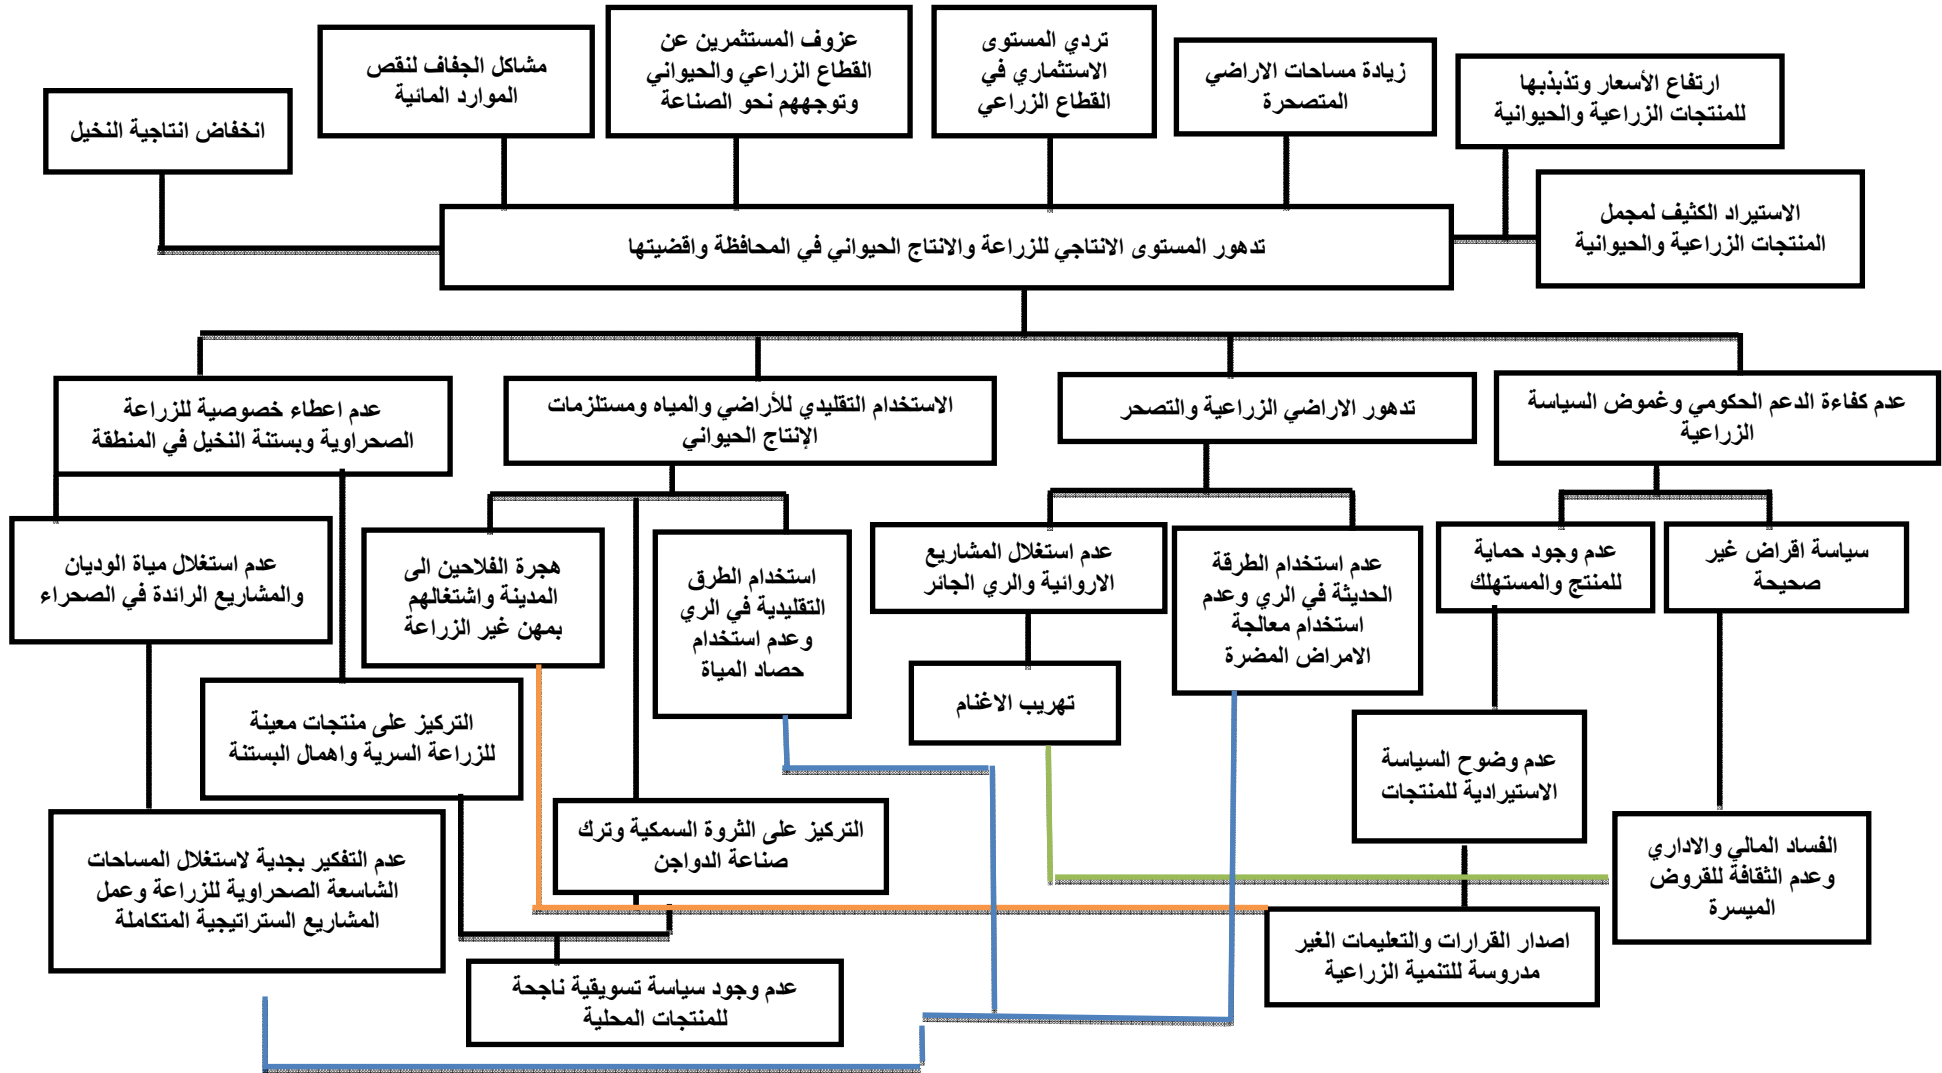 ارتفاع الأسعار وتذبذبها
للمنتجات الزراعية والحيوانية
زيادة مساحات الاراضي
المتصحرة
تردي المستوى
الاستثماري في
القطاع الزراعي
عزوف المستثمرين عن
القطاع الزراعي والحيواني
وتوجههم نحو الصناعة
مشاكل الجفاف لنقص
الموارد المائية
انخفاض انتاجية النخيل
الاستيراد الكثيف لمجمل
المنتجات الزراعية والحيوانية
تدهور المستوى الانتاجي للزراعة والانتاج الحيواني في المحافظة واقضيتها
عدم كفاءة الدعم الحكومي وغموض السياسة
الزراعية
تدهور الاراضي الزراعية والتصحر
الاستخدام التقليدي للأراضي والمياه ومستلزمات
الإنتاج الحيواني
عدم اعطاء خصوصية للزراعة
الصحراوية وبستنة النخيل في المنطقة
سياسة اقراض غير
صحيحة
عدم وجود حماية
للمنتج والمستهلك
عدم استخدام الطرقة
الحديثة في الري وعدم
استخدام معالجة
الامراض المضرة
عدم استغلال المشاريع
الاروائية والري الجائر
استخدام الطرق
التقليدية في الري
وعدم استخدام
حصاد المياة
هجرة الفلاحين الى
المدينة واشتغالهم
بمهن غير الزراعة
عدم استغلال مياة الوديان
والمشاريع الرائدة في الصحراء
تهريب الاغنام
التركيز على منتجات معينة
للزراعة السرية واهمال البستنة
عدم وضوح السياسة
الاستيرادية للمنتجات
الفساد المالي والاداري
وعدم الثقافة للقروض
الميسرة
التركيز على الثروة السمكية وترك
صناعة الدواجن
عدم التفكير بجدية لاستغلال المساحات
الشاسعة الصحراوية للزراعة وعمل
المشاريع الستراتيجية المتكاملة
اصدار القرارات والتعليمات الغير
مدروسة للتنمية الزراعية
عدم وجود سياسة تسويقية ناجحة
للمنتجات المحلية